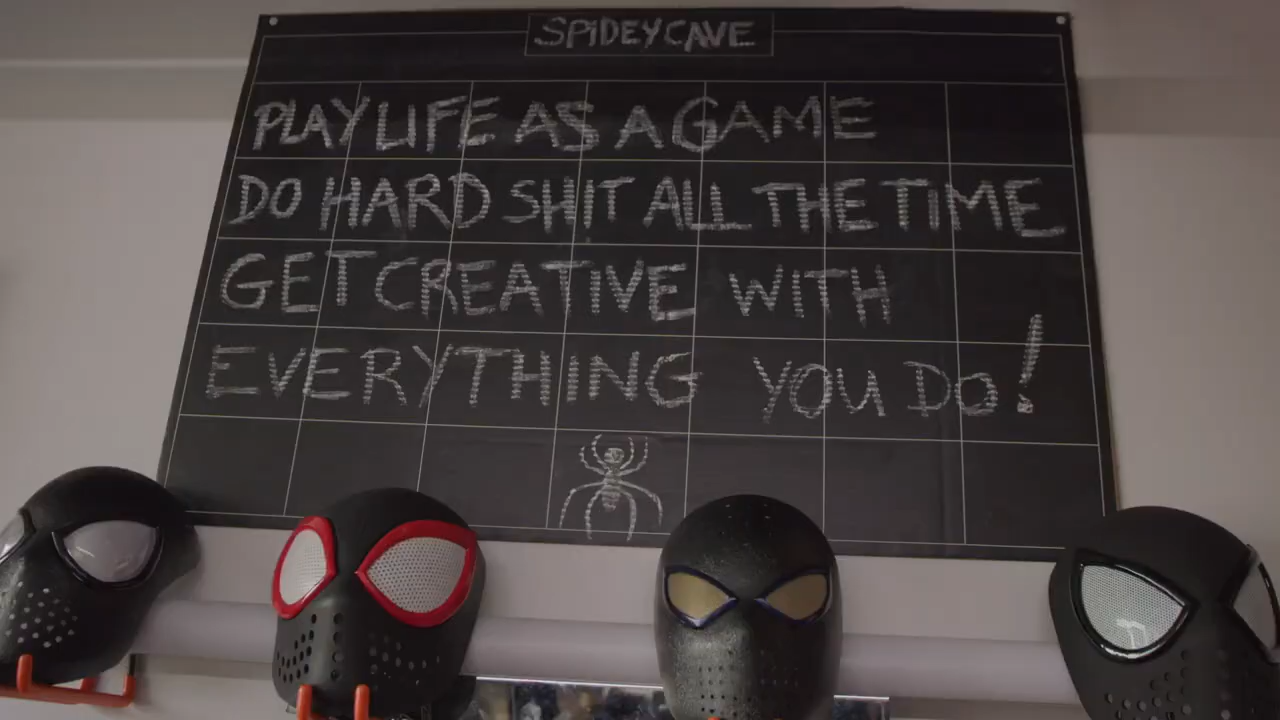 SPIDEYCAVE
PLAY LIFE AS A GAME
DO HARD SHIT ALL THE TIME
GET CREATIVE WITH
EVERYTHING YOU DO!